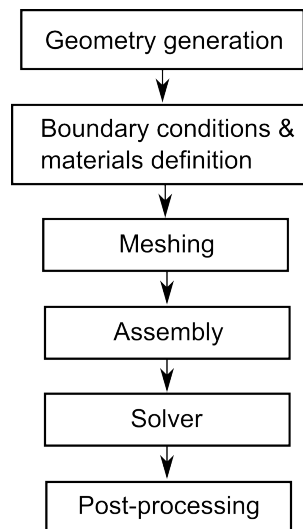 Geometry generation
Boundary conditions &
materials definition
Meshing
Assembly
Solver
Post-processing